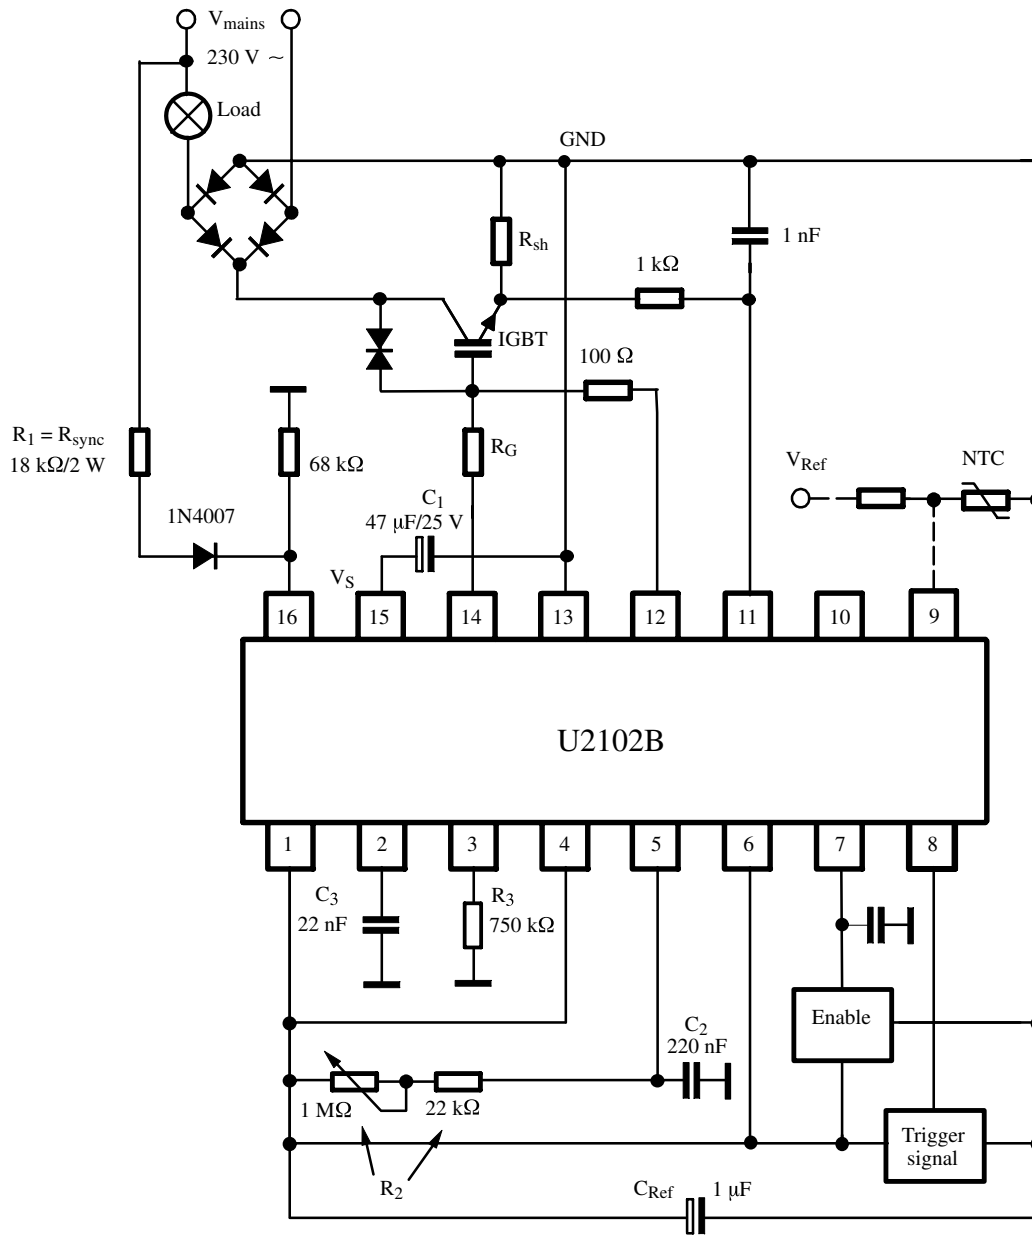 V_mains
230 V ~
Load
GND
R_sh
1 nF
1 kΩ
IGBT
100 Ω
R_1 = R_sync
18 kΩ/2 W
68 kΩ
R_G
V_Ref
NTC
C_1
47 µF/25 V
1N4007
V_S
16 15 14 13 12 11 10 9
U2102B
1 2 3 4 5 6 7 8
C_3
22 nF
R_3
750 kΩ
Enable
C_2
220 nF
1 MΩ
22 kΩ
Trigger
signal
R_2
C_Ref
1 µF